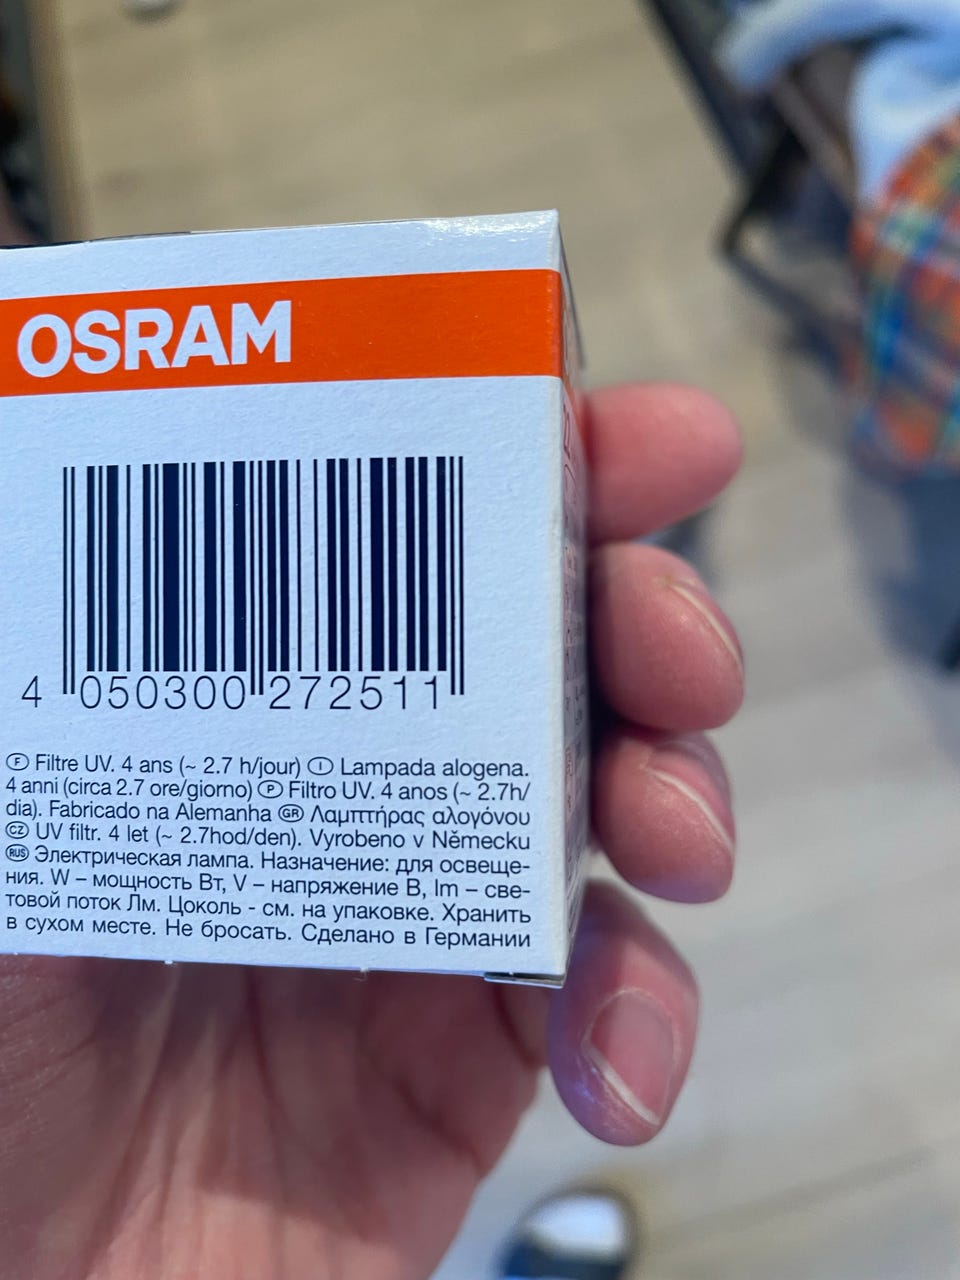 OSRAM
4 050300 272511
Ⓕ Filtre UV. 4 ans (~ 2.7 h/jour) Ⓘ Lampada alogena.
4 anni (circa 2.7 ore/giorno) Ⓟ Filtro UV. 4 anos (~ 2.7h/
dia). Fabricado na Alemanha GR Λαμπτήρας αλογόνου
CZ UV filtr. 4 let (~ 2.7hod/den). Vyrobeno v Německu
RUS Электрическая лампа. Назначение: для освеще-
ния. W – мощность Вт, V – напряжение В, lm – све-
товой поток Лм. Цоколь - см. на упаковке. Хранить
в сухом месте. Не бросать. Сделано в Германии